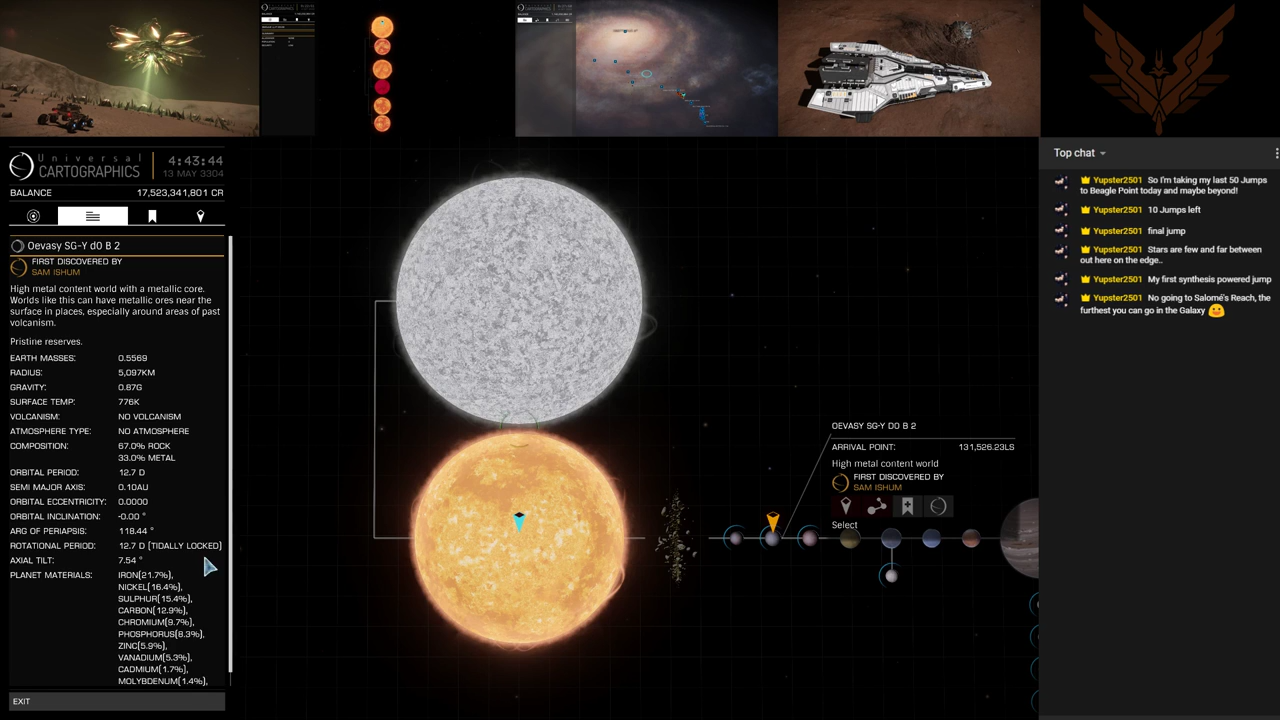 Universal
CARTOGRAPHICS
4:43:44
13 MAY 3304
BALANCE 17,523,341,801 CR
Oevasy SG-Y d0 B 2
FIRST DISCOVERED BY
SAM ISHUM
High metal content world with a metallic core.
Worlds like this can have metallic ores near the
surface in places, especially around areas of past
volcanism.
Pristine reserves.
EARTH MASSES: 0.5569
RADIUS: 5,097KM
GRAVITY: 0.87G
SURFACE TEMP: 776K
VOLCANISM: NO VOLCANISM
ATMOSPHERE TYPE: NO ATMOSPHERE
COMPOSITION: 67.0% ROCK
33.0% METAL
ORBITAL PERIOD: 12.7 D
SEMI MAJOR AXIS: 0.10AU
ORBITAL ECCENTRICITY: 0.0000
ORBITAL INCLINATION: -0.00 °
ARG OF PERIAPSIS: 118.44 °
ROTATIONAL PERIOD: 12.7 D (TIDALLY LOCKED)
AXIAL TILT: 7.54 °
PLANET MATERIALS: IRON(21.7%),
NICKEL(16.4%),
SULPHUR(15.4%),
CARBON(12.9%),
CHROMIUM(9.7%),
PHOSPHORUS(8.3%),
ZINC(5.9%),
VANADIUM(5.3%),
CADMIUM(1.7%),
MOLYBDENUM(1.4%),
EXIT
OEVASY SG-Y D0 B 2
ARRIVAL POINT: 131,526.23LS
High metal content world
FIRST DISCOVERED BY
SAM ISHUM
Select
Top chat
Yupster2501 So I'm taking my last 50 Jumps
to Beagle Point today and maybe beyond!
Yupster2501 10 Jumps left
Yupster2501 final jump
Yupster2501 Stars are few and far between
out here on the edge..
Yupster2501 My first synthesis powered jump
Yupster2501 No going to Salomé's Reach, the
furthest you can go in the Galaxy